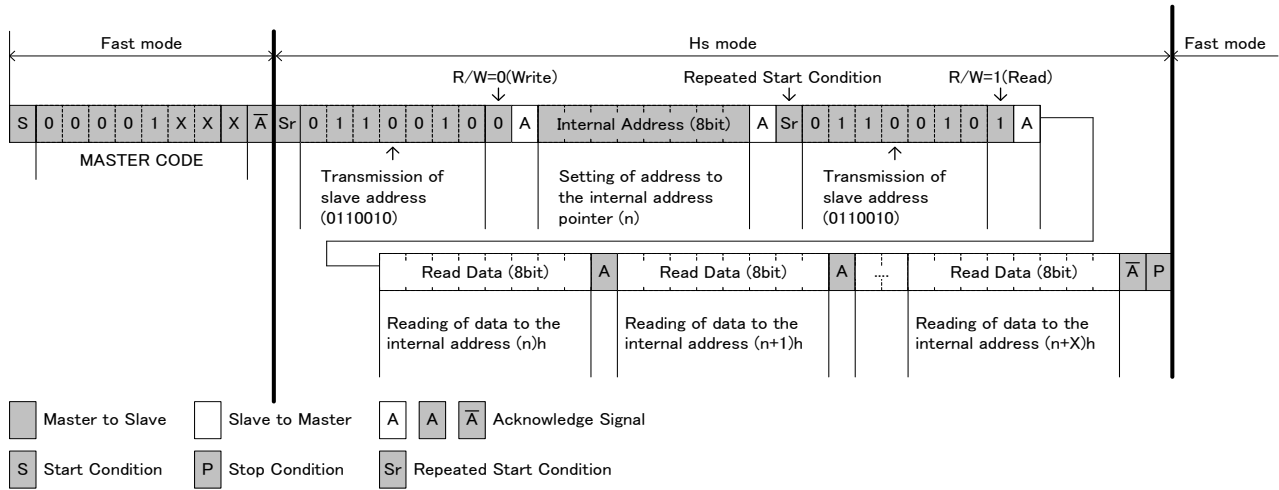 Fast mode
Hs mode
Fast mode
R/W=0(Write)
Repeated Start Condition
R/W=1(Read)
S 0 0 0 0 1 X X X A̅ Sr 0 1 1 0 0 1 0 0 A Internal Address (8bit) A Sr 0 1 1 0 0 1 0 1 A
MASTER CODE
Transmission of
slave address
(0110010)
Setting of address to
the internal address
pointer (n)
Transmission of
slave address
(0110010)
Read Data (8bit) A Read Data (8bit) A .... Read Data (8bit) A̅ P
Reading of data to the
internal address (n)h
Reading of data to the
internal address (n+1)h
Reading of data to the
internal address (n+X)h
Master to Slave
Slave to Master
A A A̅ Acknowledge Signal
S Start Condition
P Stop Condition
Sr Repeated Start Condition